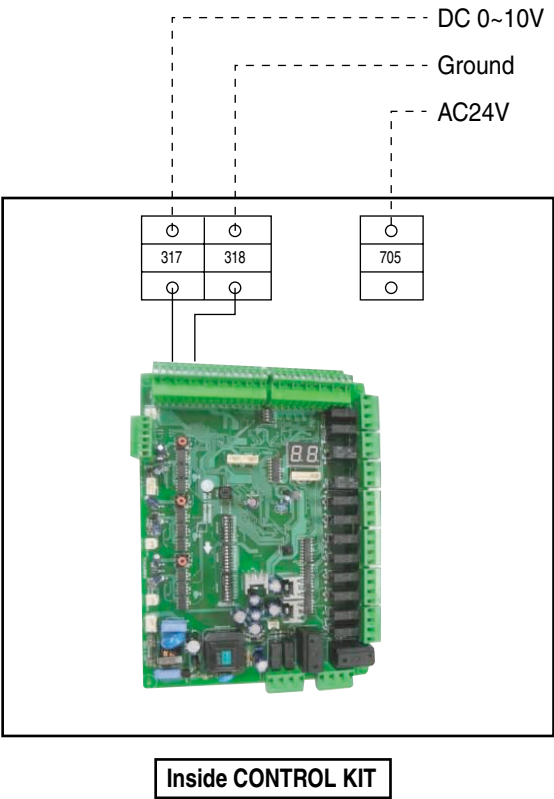 DC 0~10V
Ground
AC24V
317 318 705
Inside CONTROL KIT